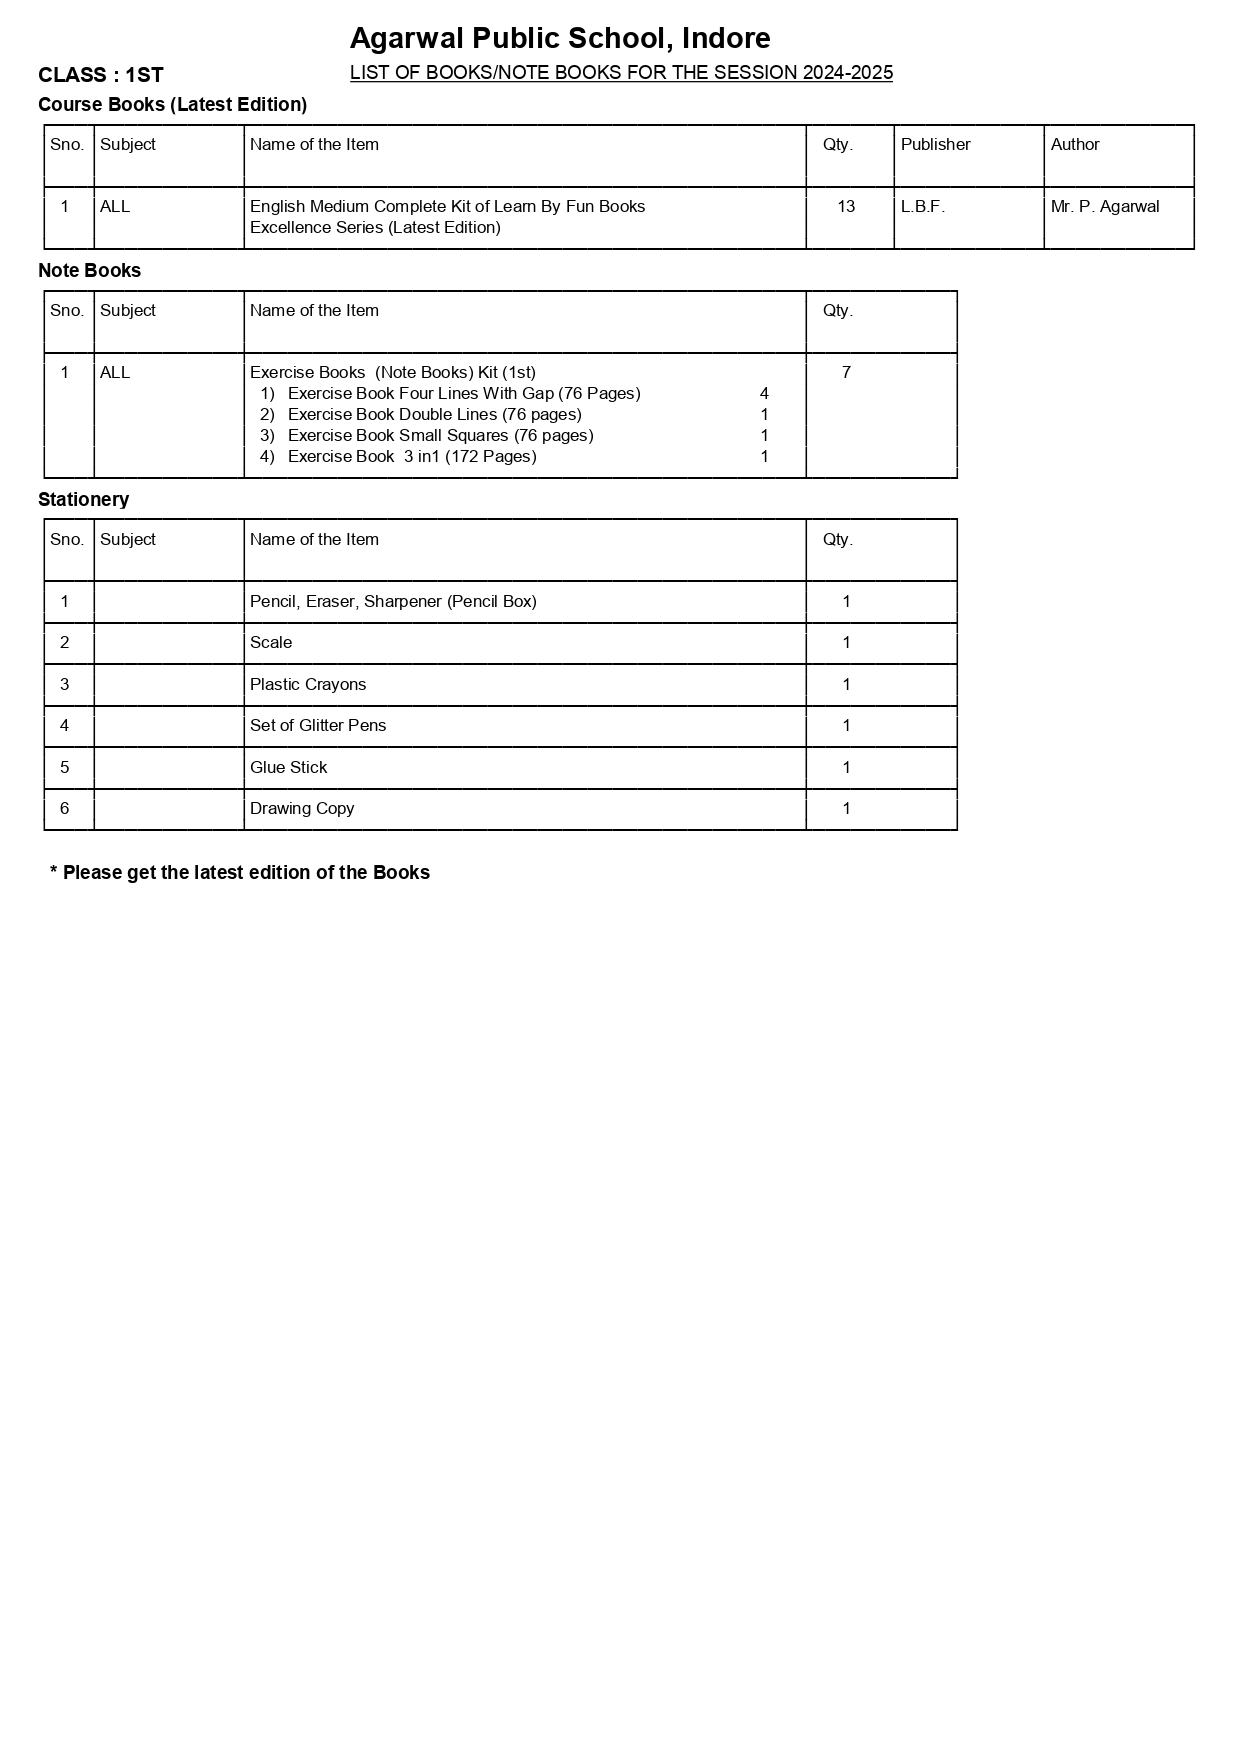 Agarwal Public School, Indore
CLASS : 1ST
LIST OF BOOKS/NOTE BOOKS FOR THE SESSION 2024-2025
Course Books (Latest Edition)
Sno. Subject Name of the Item Qty. Publisher Author
1 ALL English Medium Complete Kit of Learn By Fun Books 13 L.B.F. Mr. P. Agarwal
Excellence Series (Latest Edition)
Note Books
Sno. Subject Name of the Item Qty.
1 ALL Exercise Books (Note Books) Kit (1st) 7
1) Exercise Book Four Lines With Gap (76 Pages) 4
2) Exercise Book Double Lines (76 pages) 1
3) Exercise Book Small Squares (76 pages) 1
4) Exercise Book 3 in1 (172 Pages) 1
Stationery
Sno. Subject Name of the Item Qty.
1 Pencil, Eraser, Sharpener (Pencil Box) 1
2 Scale 1
3 Plastic Crayons 1
4 Set of Glitter Pens 1
5 Glue Stick 1
6 Drawing Copy 1
* Please get the latest edition of the Books